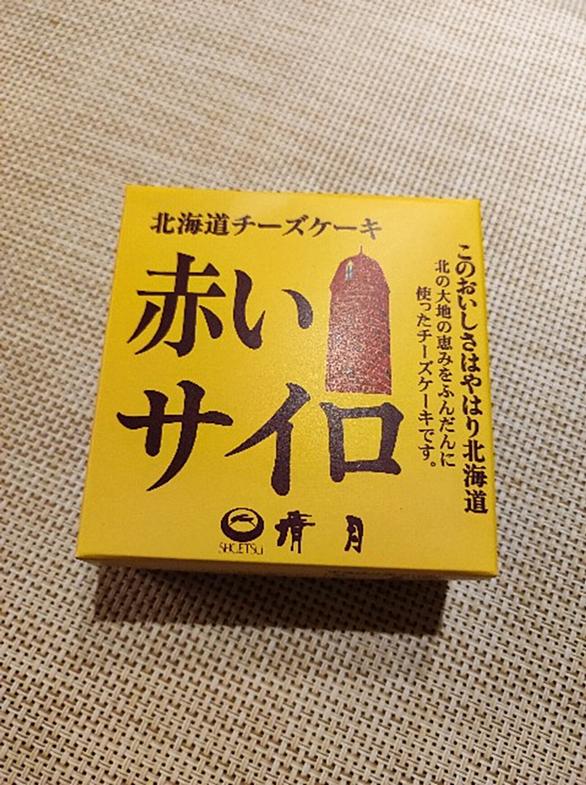 北海道チーズケーキ
赤い
サイロ
このおいしさはやはり北海道
北の大地の恵みをふんだんに
使ったチーズケーキです。
SHGETSU
清月